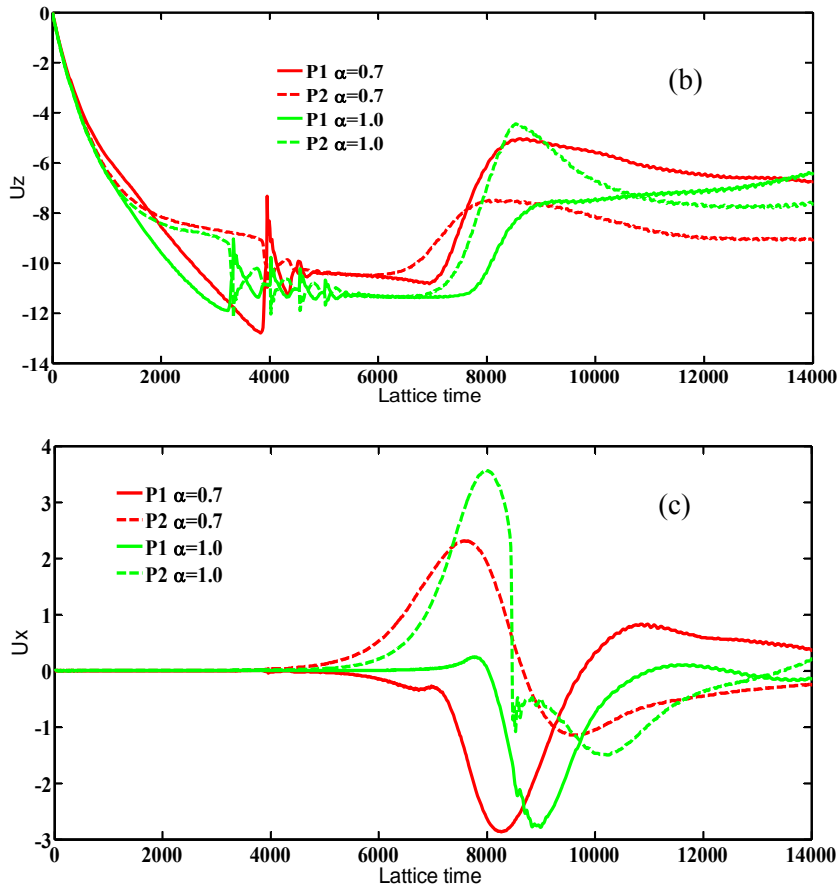 0
-2
-4
-6
-8
-10
-12
-14
Uz
P1 α=0.7
P2 α=0.7
P1 α=1.0
P2 α=1.0
(b)
0 2000 4000 6000 8000 10000 12000 14000
Lattice time
4
3
2
1
0
-1
-2
-3
Ux
P1 α=0.7
P2 α=0.7
P1 α=1.0
P2 α=1.0
(c)
0 2000 4000 6000 8000 10000 12000 14000
Lattice time